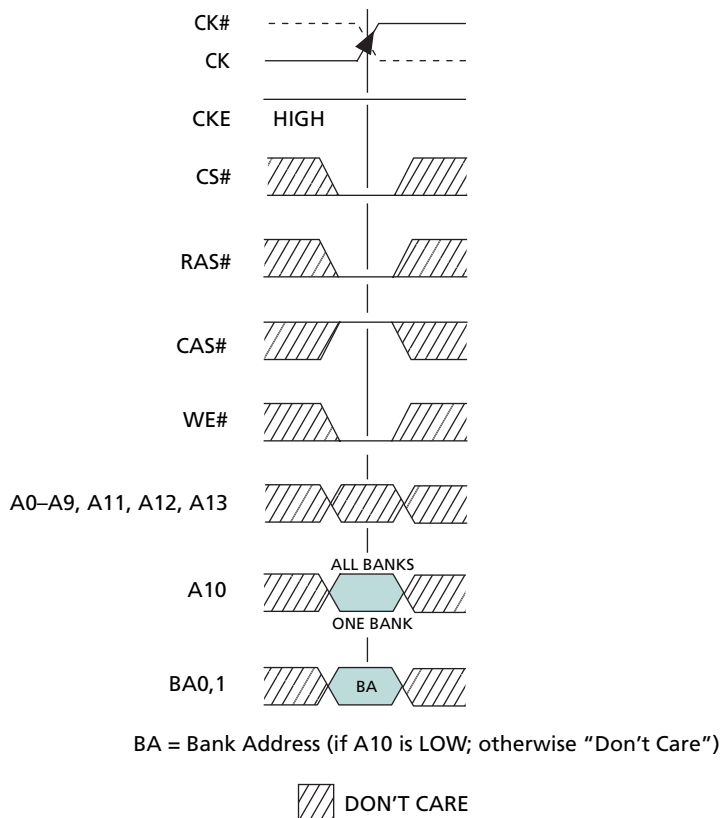 CK#
CK
CKE HIGH
CS#
RAS#
CAS#
WE#
A0–A9, A11, A12, A13
ALL BANKS
A10
ONE BANK
BA0,1 BA
BA = Bank Address (if A10 is LOW; otherwise “Don’t Care”)
DON’T CARE